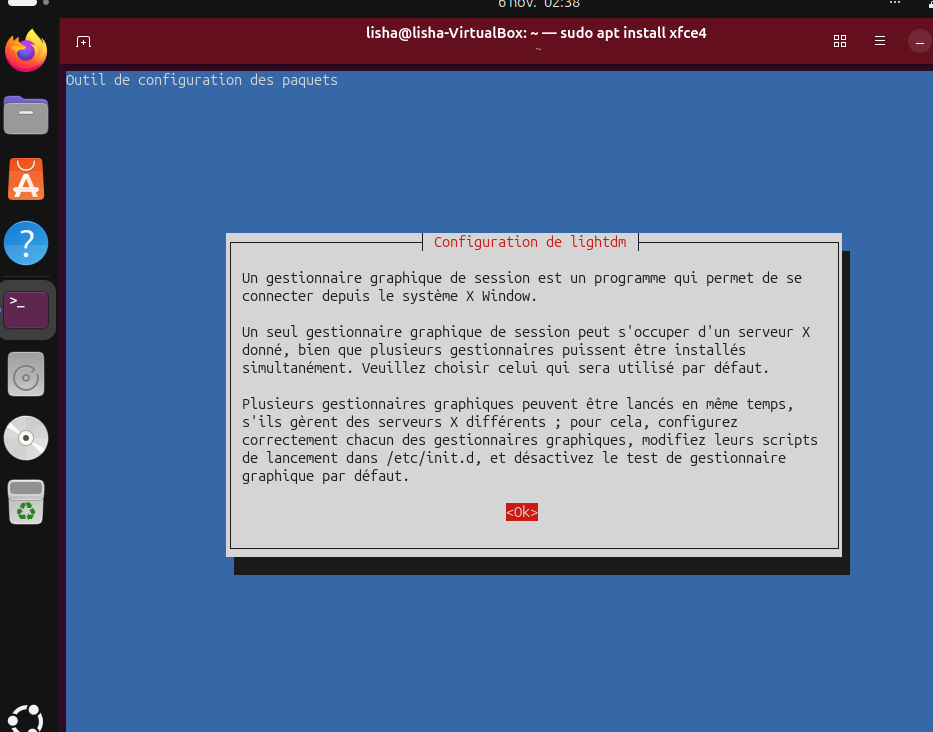 6 nov. 02:38
lisha@lisha-VirtualBox: ~ — sudo apt install xfce4
~
Outil de configuration des paquets
Configuration de lightdm
Un gestionnaire graphique de session est un programme qui permet de se
connecter depuis le système X Window.
Un seul gestionnaire graphique de session peut s'occuper d'un serveur X
donné, bien que plusieurs gestionnaires puissent être installés
simultanément. Veuillez choisir celui qui sera utilisé par défaut.
Plusieurs gestionnaires graphiques peuvent être lancés en même temps,
s'ils gèrent des serveurs X différents ; pour cela, configurez
correctement chacun des gestionnaires graphiques, modifiez leurs scripts
de lancement dans /etc/init.d, et désactivez le test de gestionnaire
graphique par défaut.
<Ok>